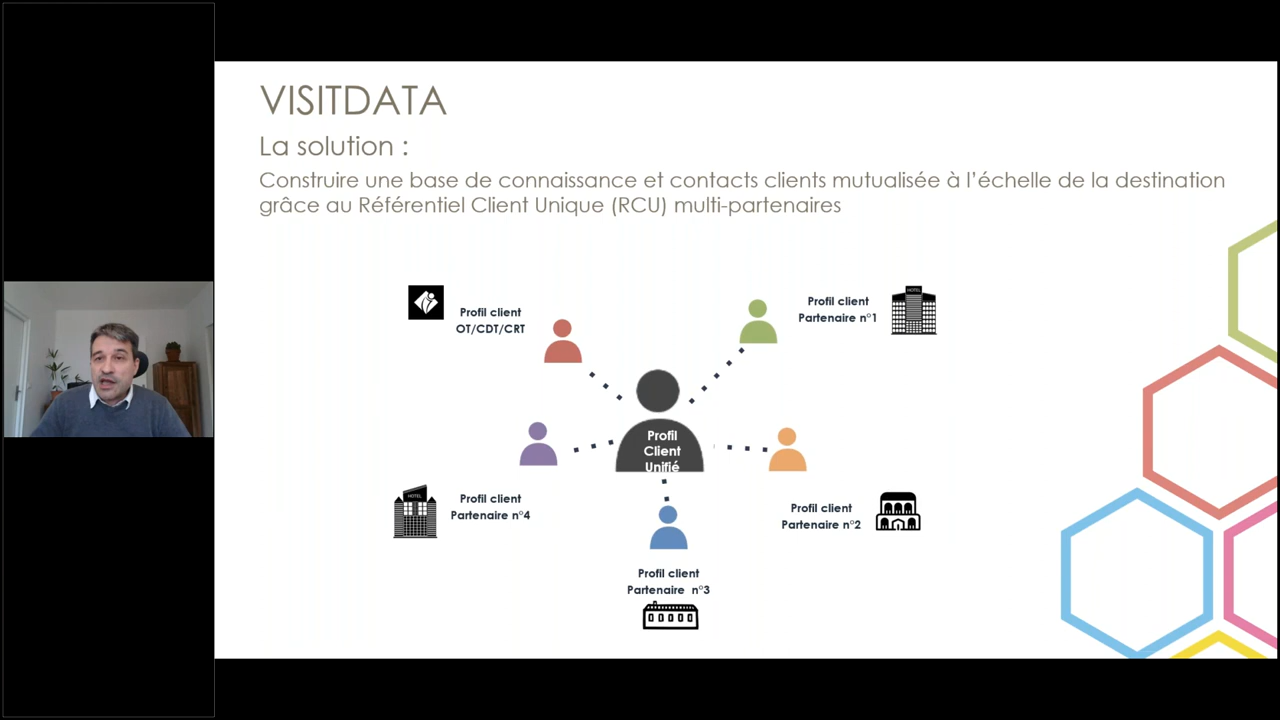 VISITDATA
La solution :
Construire une base de connaissance et contacts clients mutualisée à l'échelle de la destination
grâce au Référentiel Client Unique (RCU) multi-partenaires
Profil client
OT/CDT/CRT
Profil client
Partenaire n°1
HOTEL
Profil
Client
Unifié
HOTEL
Profil client
Partenaire n°4
Profil client
Partenaire n°2
Profil client
Partenaire n°3